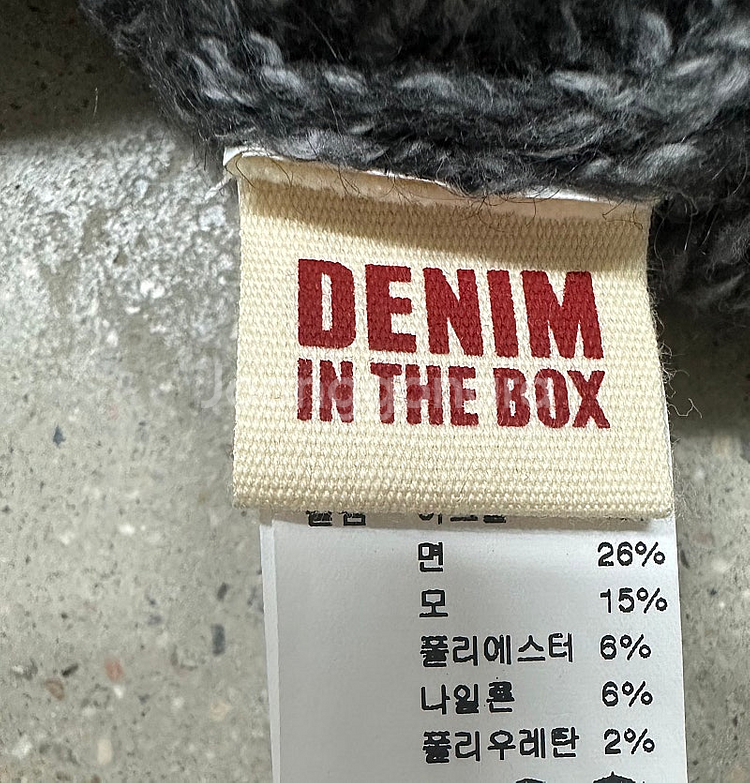 DENIM
IN THE BOX
면 26%
모 15%
폴리에스터 6%
나일론 6%
폴리우레탄 2%